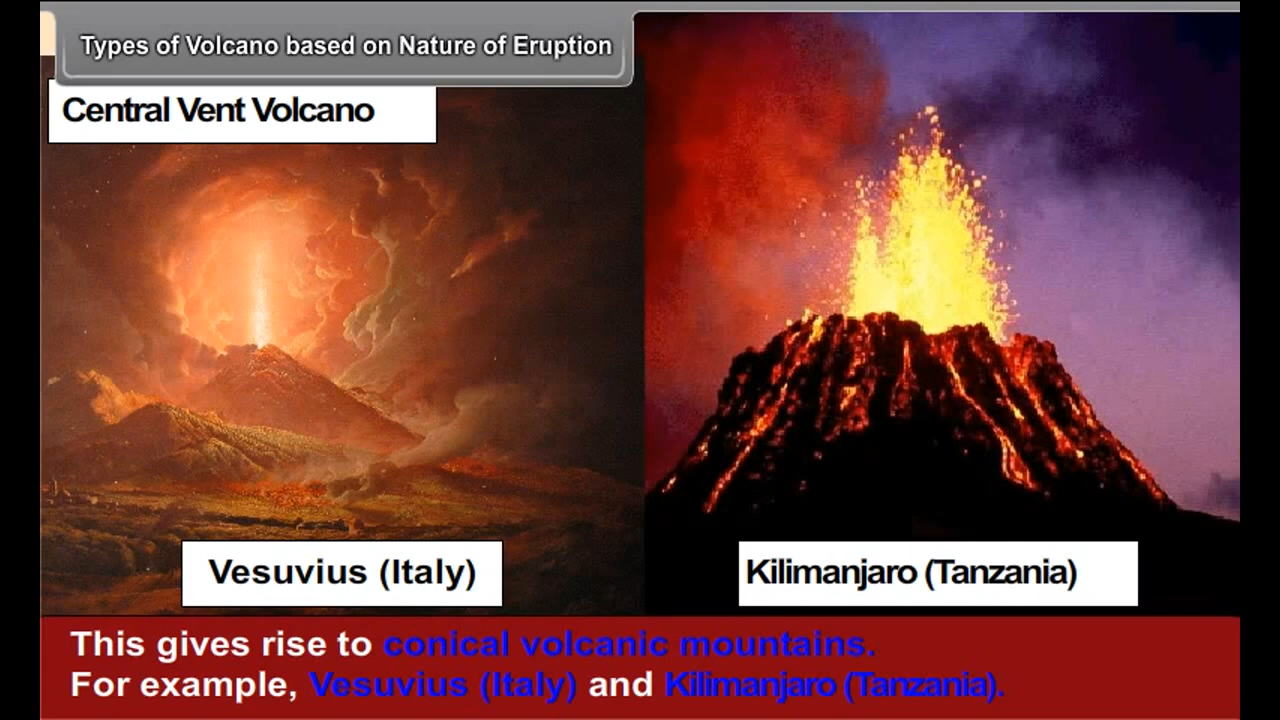 Types of Volcano based on Nature of Eruption
Central Vent Volcano
Vesuvius (Italy)
Kilimanjaro (Tanzania)
This gives rise to conical volcanic mountains.
For example, Vesuvius (Italy) and Kilimanjaro (Tanzania).